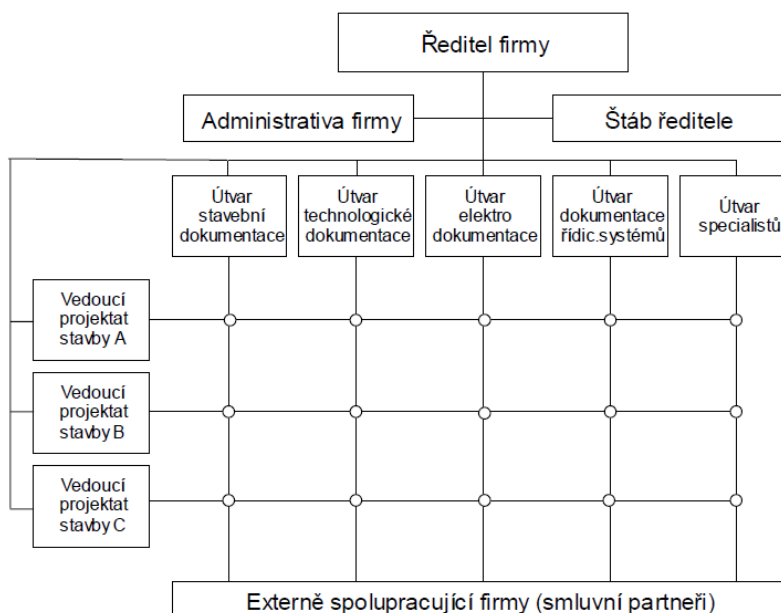 Ředitel firmy
Administrativa firmy
Štáb ředitele
Útvar
stavební
dokumentace
Útvar
technologické
dokumentace
Útvar
elektro
dokumentace
Útvar
dokumentace
řídic.systémů
Útvar
specialistů
Vedoucí
projektat
stavby A
Vedoucí
projektat
stavby B
Vedoucí
projektat
stavby C
Externě spolupracující firmy (smluvní partneři)